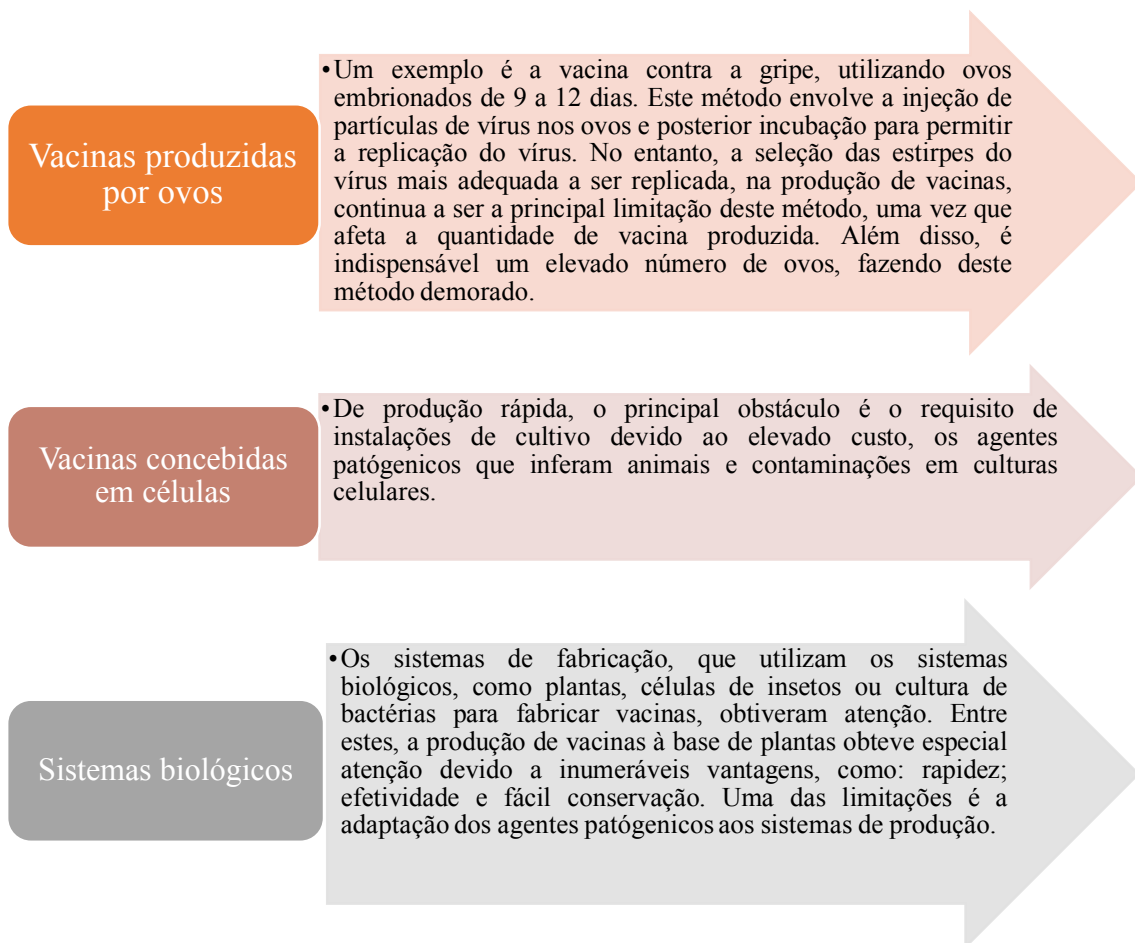 Vacinas produzidas
por ovos
•Um exemplo é a vacina contra a gripe, utilizando ovos
embrionados de 9 a 12 dias. Este método envolve a injeção de
partículas de vírus nos ovos e posterior incubação para permitir
a replicação do vírus. No entanto, a seleção das estirpes do
vírus mais adequada a ser replicada, na produção de vacinas,
continua a ser a principal limitação deste método, uma vez que
afeta a quantidade de vacina produzida. Além disso, é
indispensável um elevado número de ovos, fazendo deste
método demorado.
Vacinas concebidas
em células
•De produção rápida, o principal obstáculo é o requisito de
instalações de cultivo devido ao elevado custo, os agentes
patógenicos que inferam animais e contaminações em culturas
celulares.
Sistemas biológicos
•Os sistemas de fabricação, que utilizam os sistemas
biológicos, como plantas, células de insetos ou cultura de
bactérias para fabricar vacinas, obtiveram atenção. Entre
estes, a produção de vacinas à base de plantas obteve especial
atenção devido a inumeráveis vantagens, como: rapidez;
efetividade e fácil conservação. Uma das limitações é a
adaptação dos agentes patógenicos aos sistemas de produção.